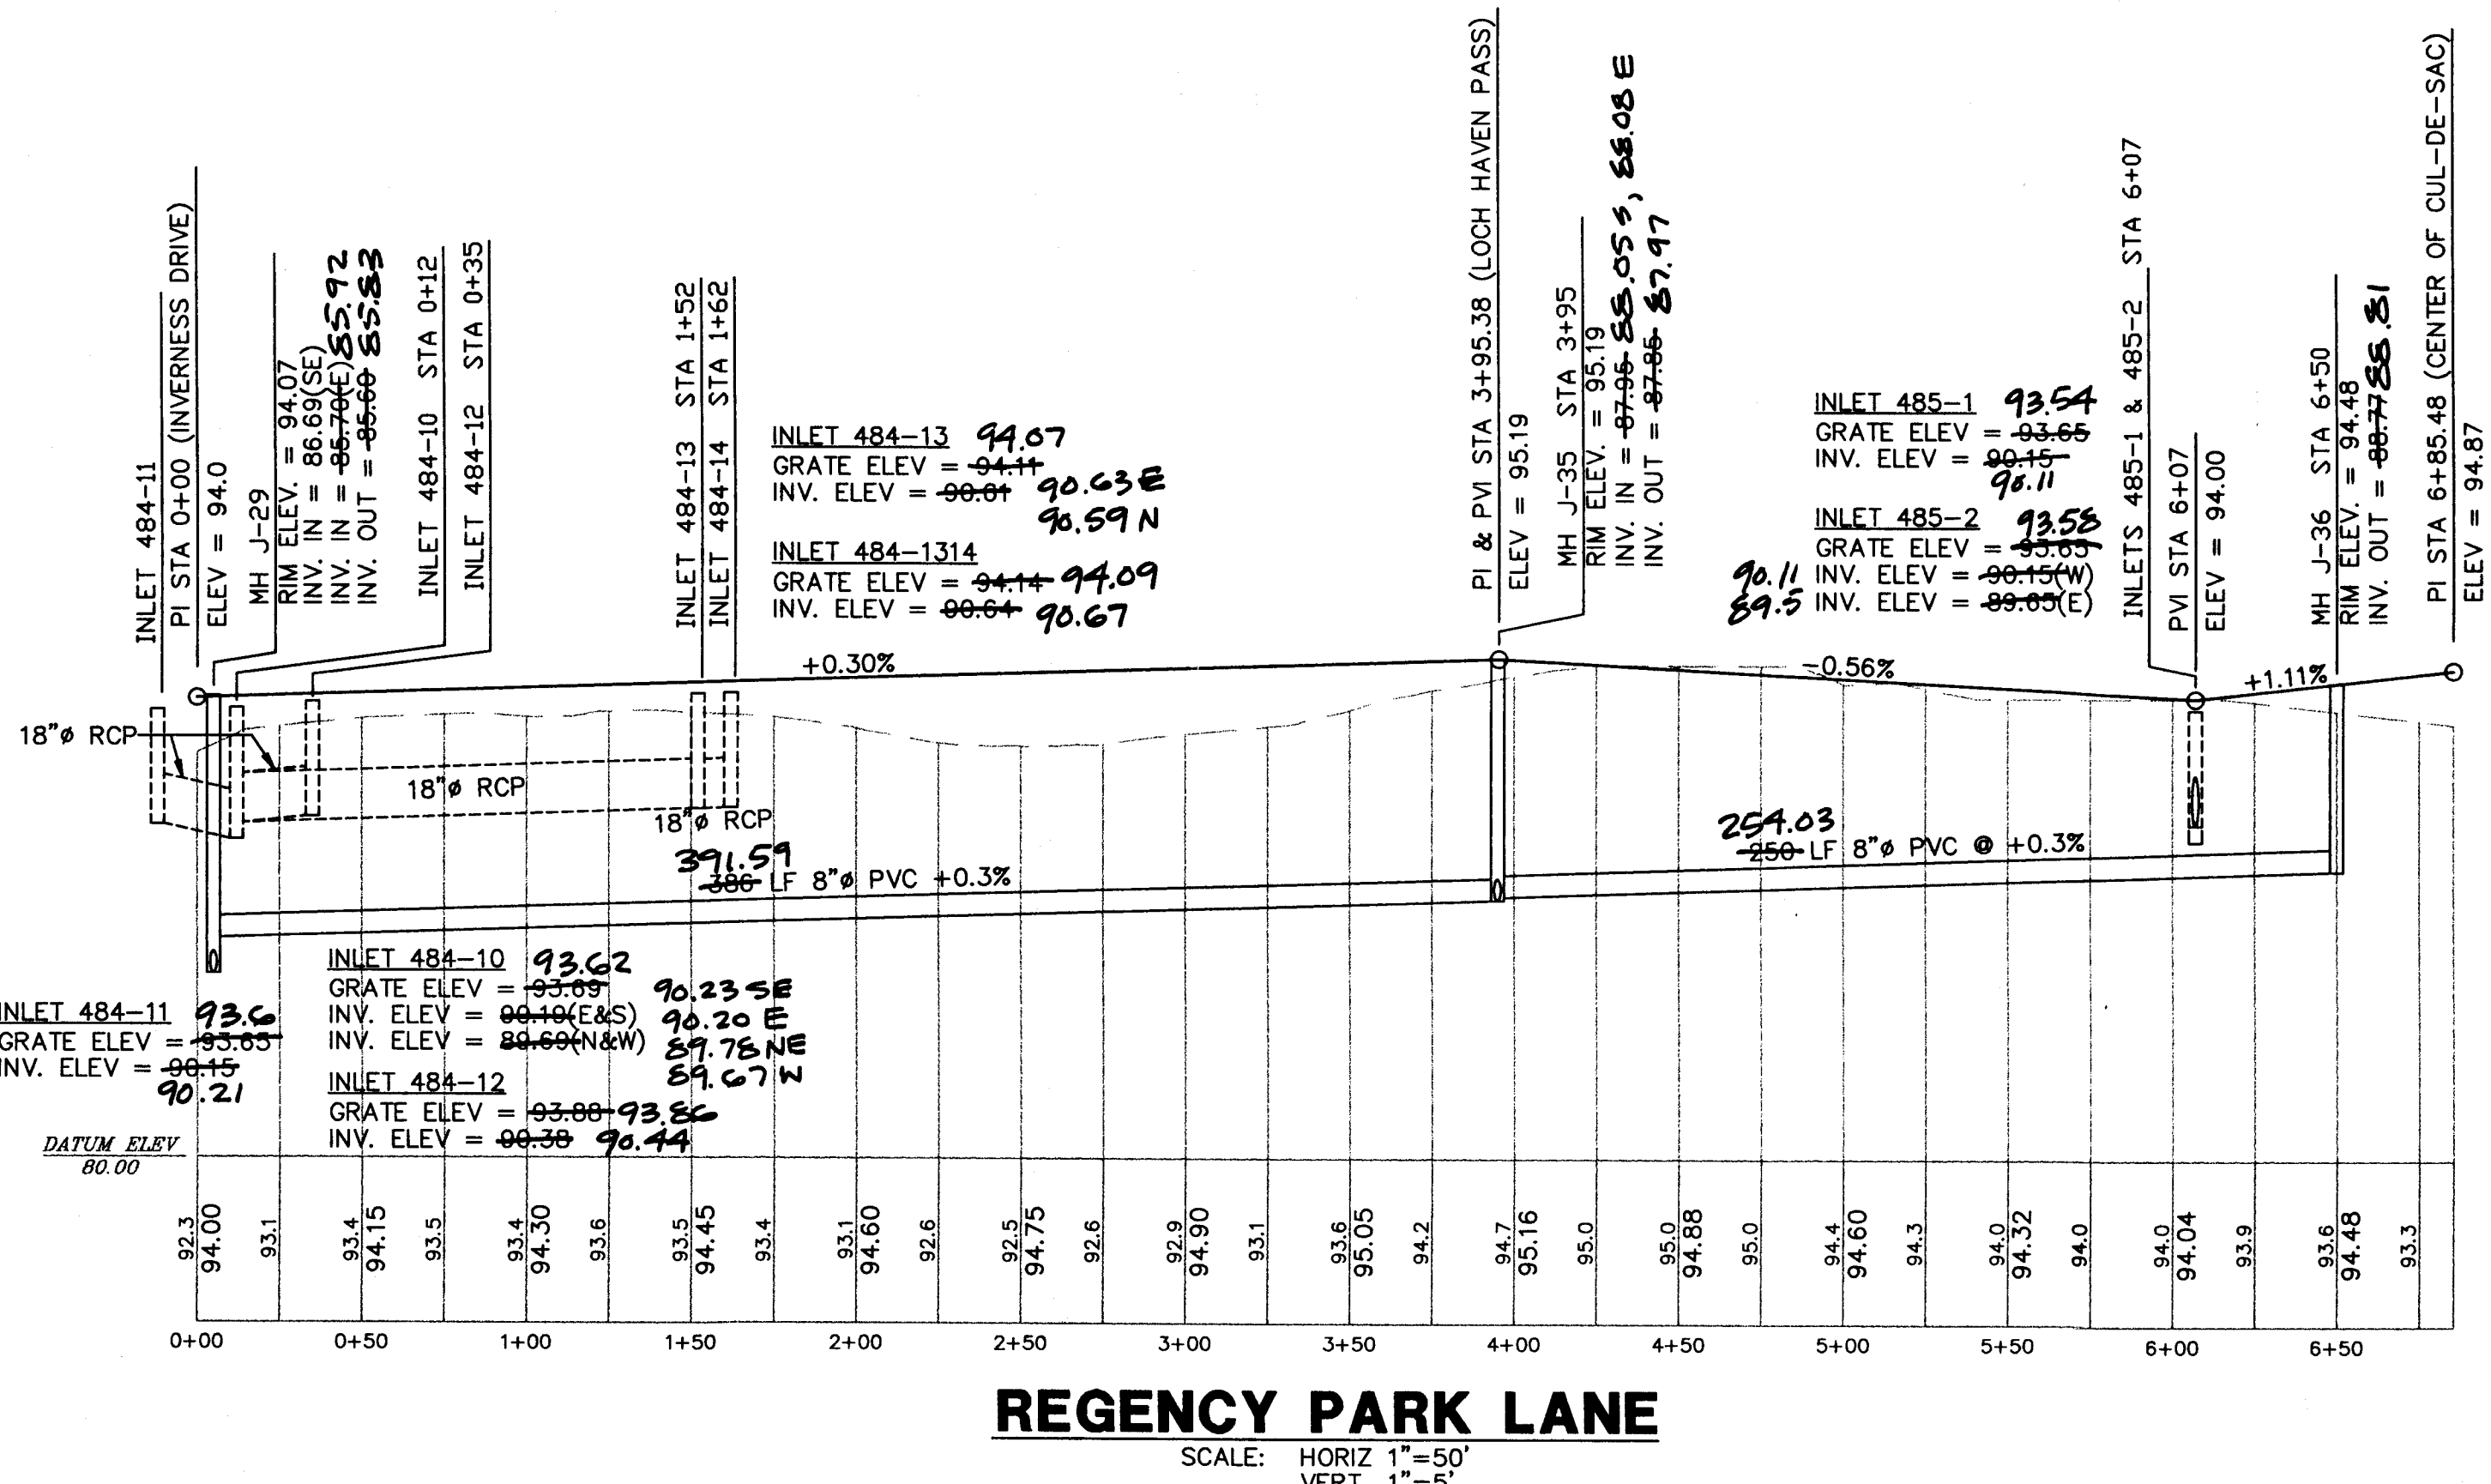 INLET 484-11
PI STA 0+00 (INVERNESS DRIVE)
ELEV = 94.0
MH J-29
RIM ELEV. = 94.07
INV. IN = 86.69(SE)
INV. IN = 85.70(E) 85.92
INV. OUT = 85.60 85.83
INLET 484-10 STA 0+12
INLET 484-12 STA 0+35
INLET 484-13 STA 1+52
INLET 484-14 STA 1+62
INLET 484-13 94.07
GRATE ELEV = 94.11
INV. ELEV = 90.61 90.63 E
90.59 N
INLET 484-1314
GRATE ELEV = 94.14 94.09
INV. ELEV = 90.64 90.67
PI & PVI STA 3+95.38 (LOCH HAVEN PASS)
ELEV = 95.19
MH J-35 STA 3+95
RIM ELEV. = 95.19
INV. IN = 87.95 88.05 S, 88.08 E
INV. OUT = 87.85 87.97
INLET 485-1 93.54
GRATE ELEV = 93.65
INV. ELEV = 90.15
90.11
INLET 485-2 93.58
GRATE ELEV = 93.65
90.11 INV. ELEV = 90.15(W)
89.5 INV. ELEV = 89.65(E)
INLETS 485-1 & 485-2 STA 6+07
PVI STA 6+07
ELEV = 94.00
MH J-36 STA 6+50
RIM ELEV. = 94.48
INV. OUT = 88.77 88.81
PI STA 6+85.48 (CENTER OF CUL-DE-SAC)
ELEV = 94.87
+0.30%
-0.56%
+1.11%
18"ø RCP
18"ø RCP
18"ø RCP
391.59
386 LF 8"ø PVC +0.3%
254.03
250 LF 8"ø PVC @ +0.3%
INLET 484-11 93.6
GRATE ELEV = 93.65
INV. ELEV = 90.15
90.21
INLET 484-10 93.62
GRATE ELEV = 93.69 90.23 SE
INV. ELEV = 90.19(E&S) 90.20 E
INV. ELEV = 89.69(N&W) 89.78 NE
89.67 W
INLET 484-12
GRATE ELEV = 93.88 93.86
INV. ELEV = 90.38 90.44
DATUM ELEV
80.00
92.3 94.00 93.1 93.4 94.15 93.5 93.4 94.30 93.6 93.5 94.45 93.4 93.1 94.60 92.6 92.5 94.75 92.6 92.9 94.90 93.1 93.6 95.05 94.2 94.7 95.16 95.0 95.0 94.88 95.0 94.4 94.60 94.3 94.0 94.32 94.0 94.0 94.04 93.9 93.6 94.48 93.3
0+00 0+50 1+00 1+50 2+00 2+50 3+00 3+50 4+00 4+50 5+00 5+50 6+00 6+50
REGENCY PARK LANE
SCALE: HORIZ 1"=50'
VERT 1"=5'